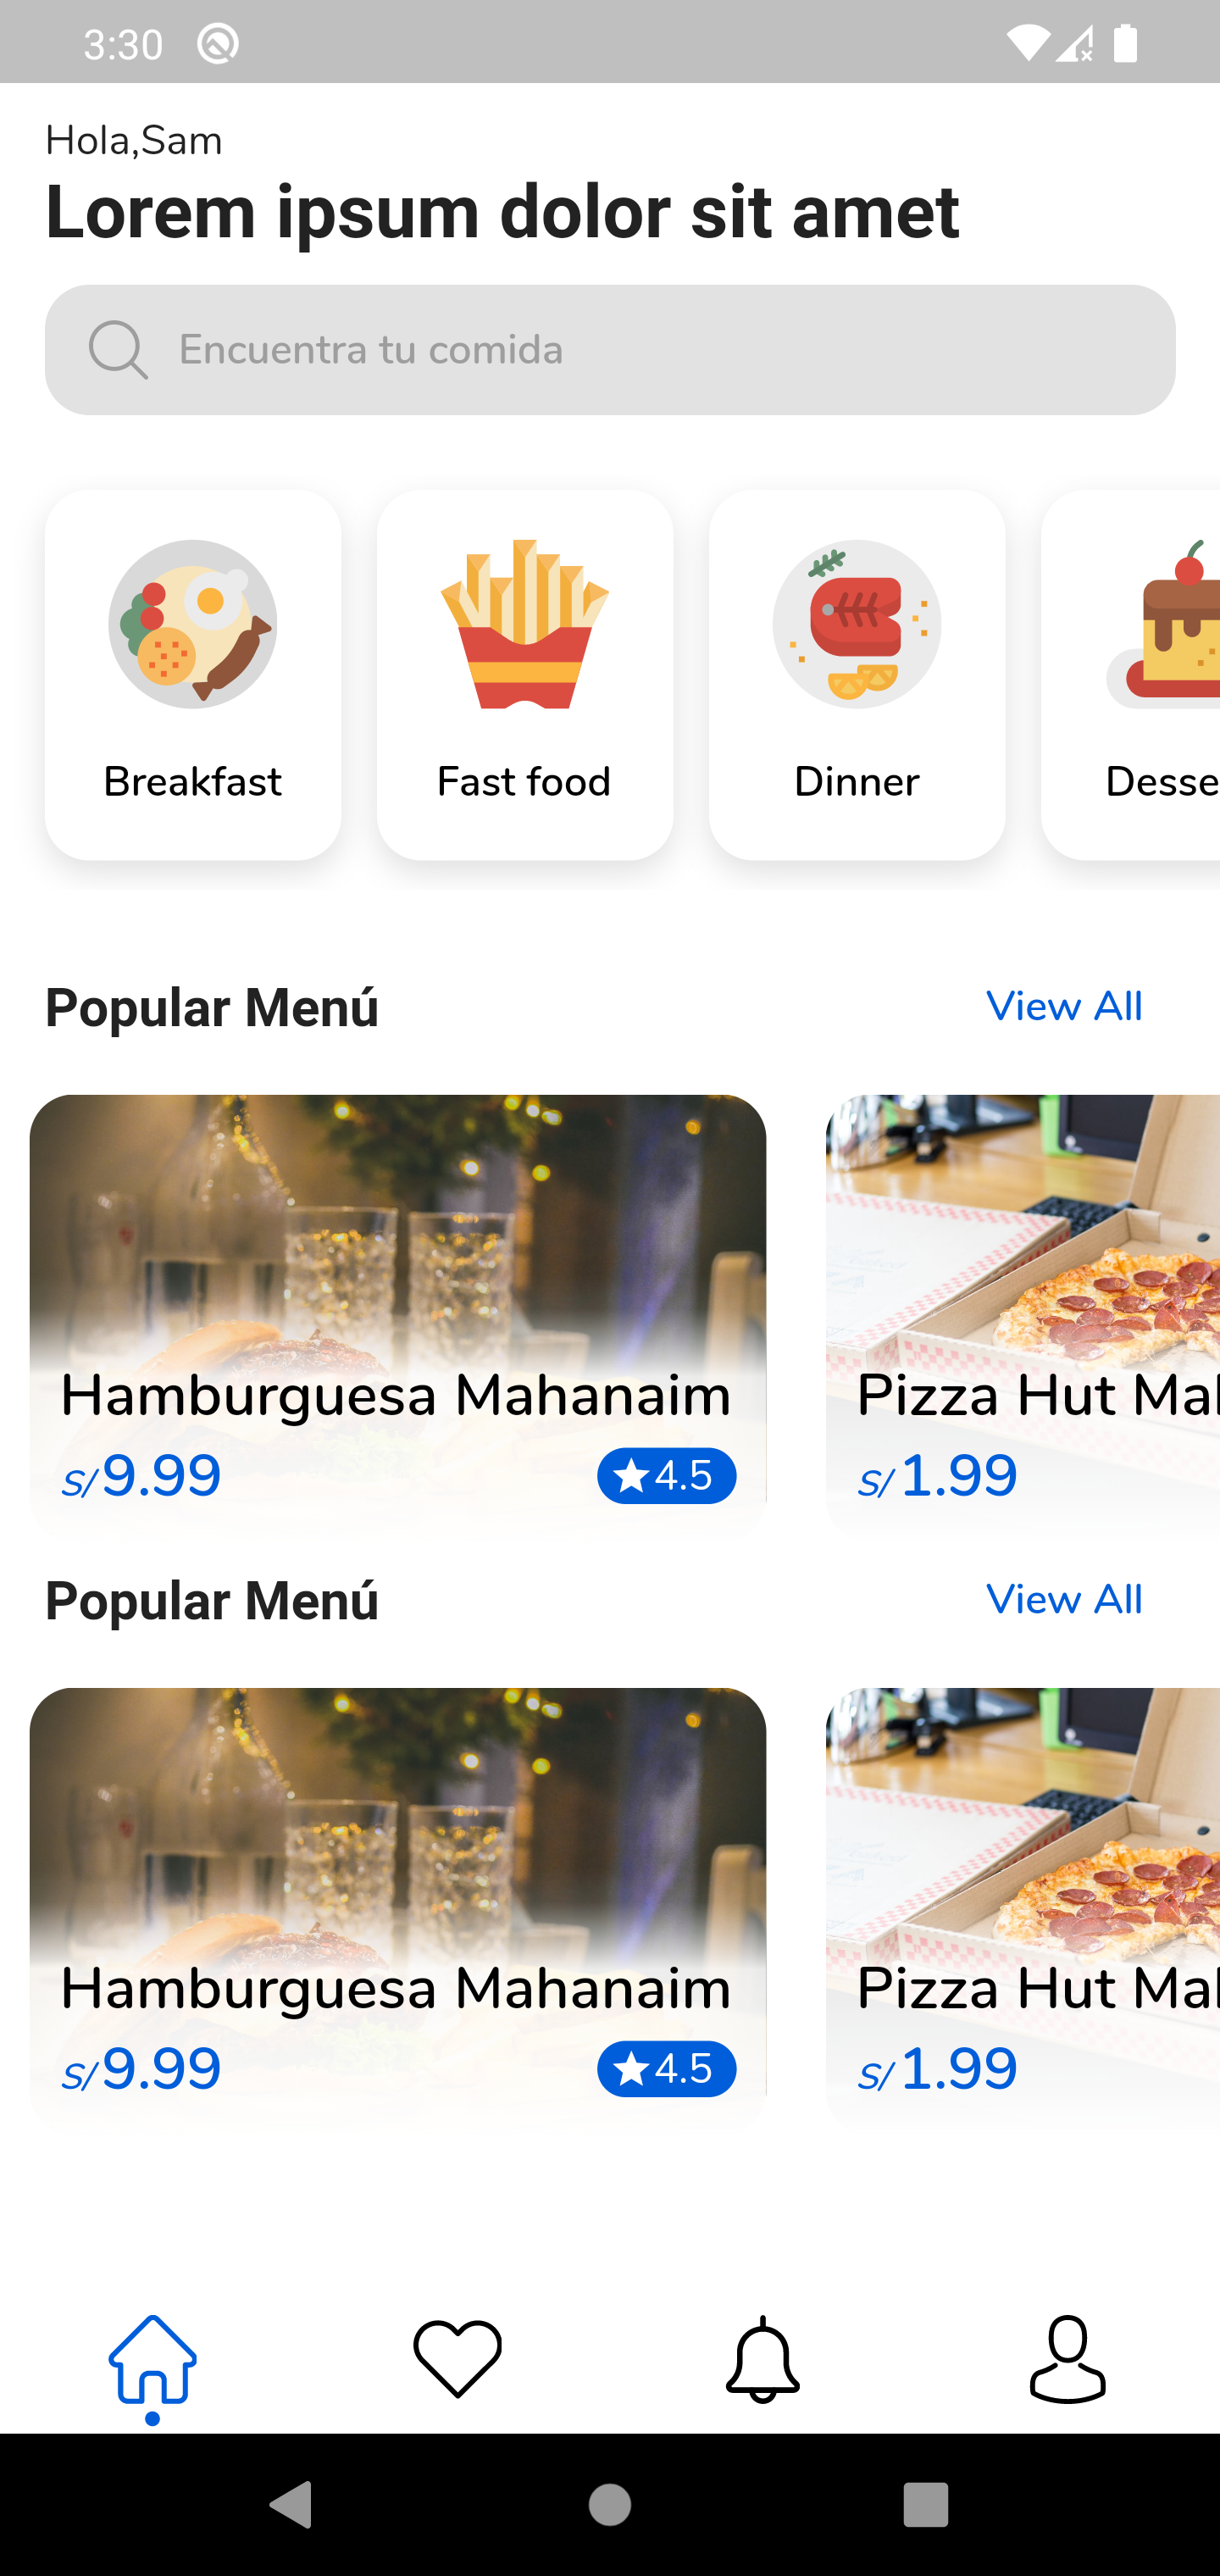 3:30
Hola,Sam
Lorem ipsum dolor sit amet
Encuentra tu comida
Breakfast
Fast food
Dinner
Desse
Popular Menú
View All
Hamburguesa Mahanaim
S/9.99
4.5
Pizza Hut Ma
S/1.99
Popular Menú
View All
Hamburguesa Mahanaim
S/9.99
4.5
Pizza Hut Ma
S/1.99